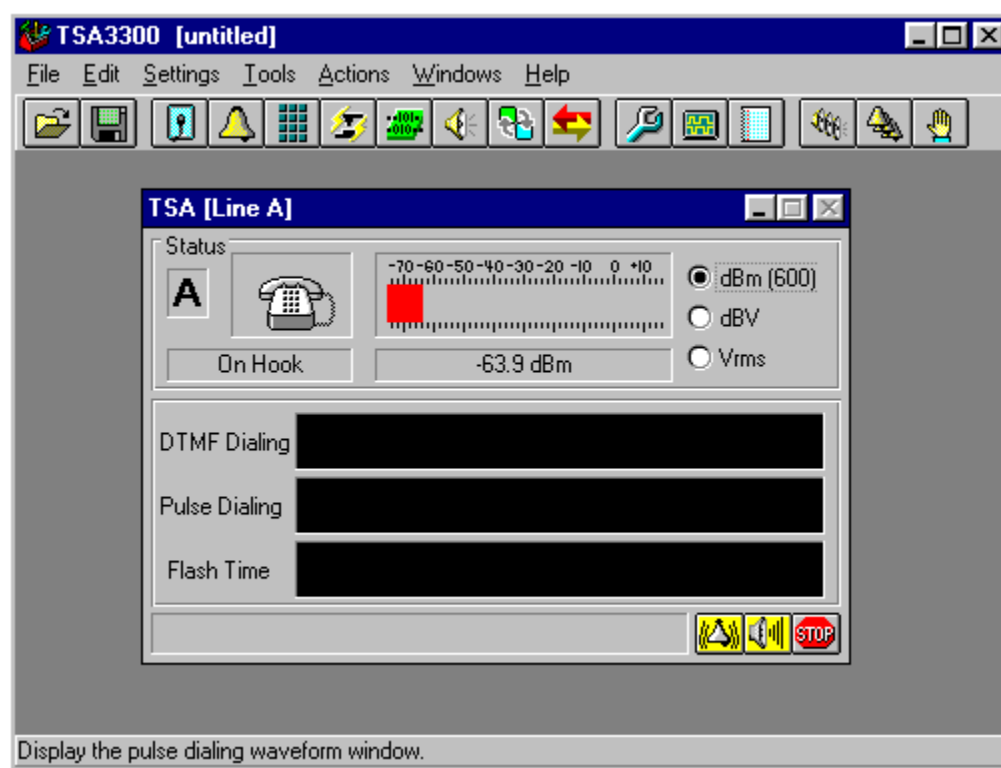 TSA3300 [untitled]
File Edit Settings Tools Actions Windows Help
TSA [Line A]
Status
A
-70-60-50-40-30-20 -10 0 +10
dBm (600)
dBV
On Hook
-63.9 dBm
Vrms
DTMF Dialing
Pulse Dialing
Flash Time
STOP
Display the pulse dialing waveform window.